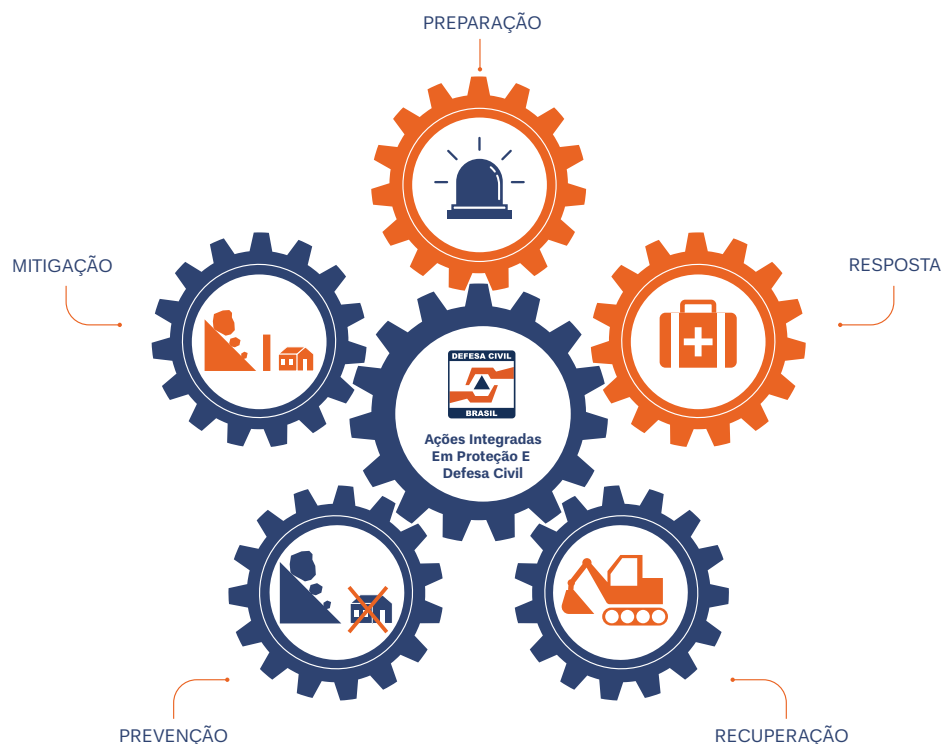 PREPARAÇÃO
MITIGAÇÃO
RESPOSTA
DEFESA CIVIL
BRASIL
Ações Integradas
Em Proteção E
Defesa Civil
PREVENÇÃO
RECUPERAÇÃO